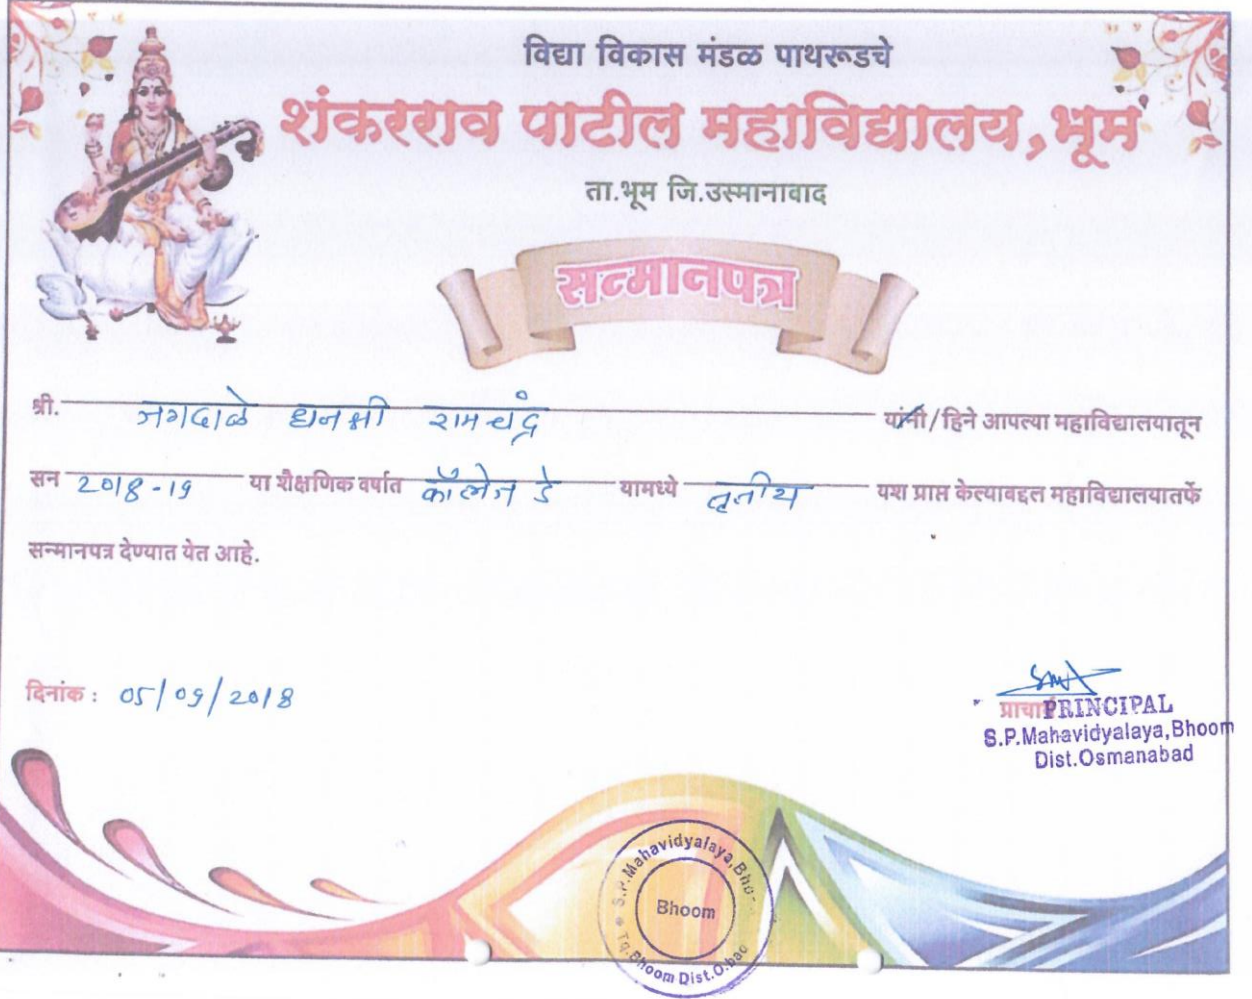 विद्या विकास मंडळ पाथरूडचे
शंकरराव पाटील महाविद्यालय, भूम
ता.भूम जि.उस्मानाबाद
सन्मानपत्र
श्री. जगदाळे धनश्री रामचंद्र यांनी/हिने आपल्या महाविद्यालयातून
सन 2018-19 या शैक्षणिक वर्षात कॉलेज डे यामध्ये तृतीय यश प्राप्त केल्याबद्दल महाविद्यालयातर्फे
सन्मानपत्र देण्यात येत आहे.
दिनांक : 05/09/2018
प्राचार्य
PRINCIPAL
S.P.Mahavidyalaya,Bhoom
Dist.Osmanabad
S.P.Mahavidyalaya,Bhoom
Bhoom
Tq.Bhoom Dist.O.bad